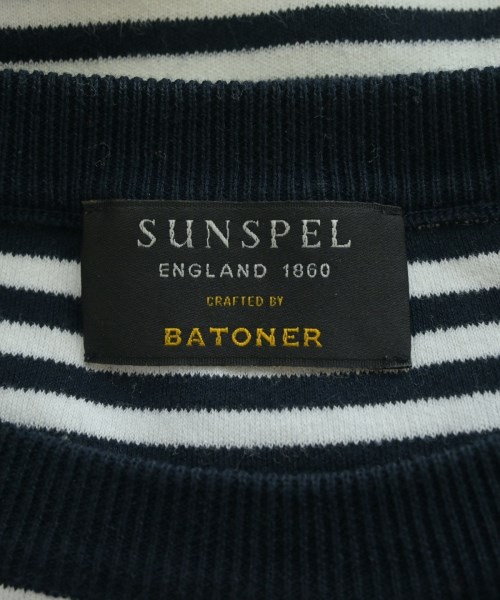 SUNSPEL
ENGLAND 1860
CRAFTED BY
BATONER